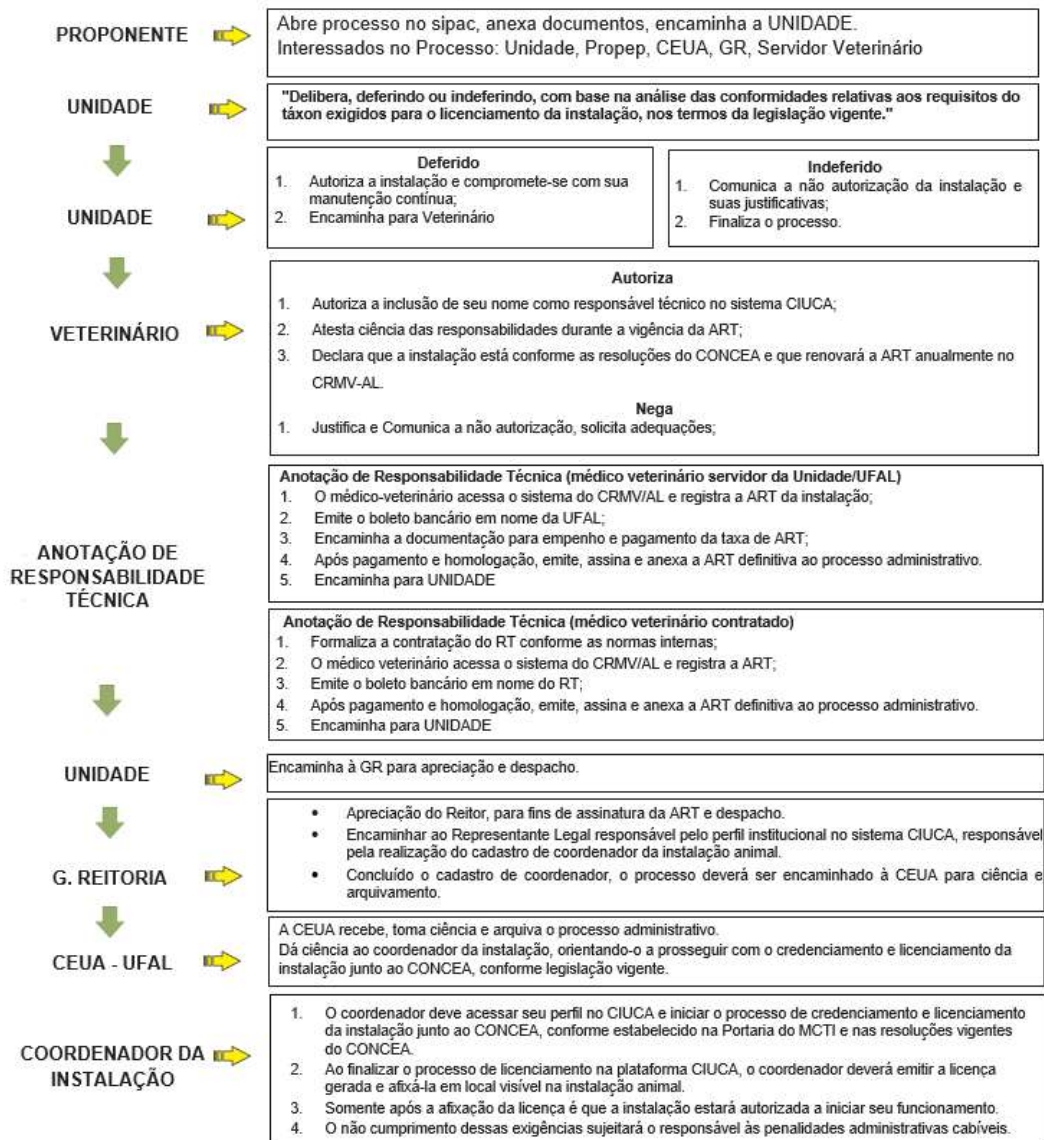 PROPONENTE
Abre processo no sipac, anexa documentos, encaminha a UNIDADE.
Interessados no Processo: Unidade, Propep, CEUA, GR, Servidor Veterinário
UNIDADE
"Delibera, deferindo ou indeferindo, com base na análise das conformidades relativas aos requisitos do
táxon exigidos para o licenciamento da instalação, nos termos da legislação vigente."
UNIDADE
Deferido
1. Autoriza a instalação e compromete-se com sua
manutenção contínua;
2. Encaminha para Veterinário
Indeferido
1. Comunica a não autorização da instalação e
suas justificativas;
2. Finaliza o processo.
VETERINÁRIO
Autoriza
1. Autoriza a inclusão de seu nome como responsável técnico no sistema CIUCA;
2. Atesta ciência das responsabilidades durante a vigência da ART;
3. Declara que a instalação está conforme as resoluções do CONCEA e que renovará a ART anualmente no
CRMV-AL.
Nega
1. Justifica e Comunica a não autorização, solicita adequações;
ANOTAÇÃO DE
RESPONSABILIDADE
TÉCNICA
Anotação de Responsabilidade Técnica (médico veterinário servidor da Unidade/UFAL)
1. O médico-veterinário acessa o sistema do CRMV/AL e registra a ART da instalação;
2. Emite o boleto bancário em nome da UFAL;
3. Encaminha a documentação para empenho e pagamento da taxa de ART;
4. Após pagamento e homologação, emite, assina e anexa a ART definitiva ao processo administrativo.
5. Encaminha para UNIDADE
Anotação de Responsabilidade Técnica (médico veterinário contratado)
1. Formaliza a contratação do RT conforme as normas internas;
2. O médico veterinário acessa o sistema do CRMV/AL e registra a ART;
3. Emite o boleto bancário em nome do RT;
4. Após pagamento e homologação, emite, assina e anexa a ART definitiva ao processo administrativo.
5. Encaminha para UNIDADE
UNIDADE
Encaminha à GR para apreciação e despacho.
G. REITORIA
• Apreciação do Reitor, para fins de assinatura da ART e despacho.
• Encaminhar ao Representante Legal responsável pelo perfil institucional no sistema CIUCA, responsável
pela realização do cadastro de coordenador da instalação animal.
• Concluído o cadastro de coordenador, o processo deverá ser encaminhado à CEUA para ciência e
arquivamento.
CEUA - UFAL
A CEUA recebe, toma ciência e arquiva o processo administrativo.
Dá ciência ao coordenador da instalação, orientando-o a prosseguir com o credenciamento e licenciamento da
instalação junto ao CONCEA, conforme legislação vigente.
COORDENADOR DA
INSTALAÇÃO
1. O coordenador deve acessar seu perfil no CIUCA e iniciar o processo de credenciamento e licenciamento
da instalação junto ao CONCEA, conforme estabelecido na Portaria do MCTI e nas resoluções vigentes
do CONCEA.
2. Ao finalizar o processo de licenciamento na plataforma CIUCA, o coordenador deverá emitir a licença
gerada e afixá-la em local visível na instalação animal.
3. Somente após a afixação da licença é que a instalação estará autorizada a iniciar seu funcionamento.
4. O não cumprimento dessas exigências sujeitará o responsável às penalidades administrativas cabíveis.